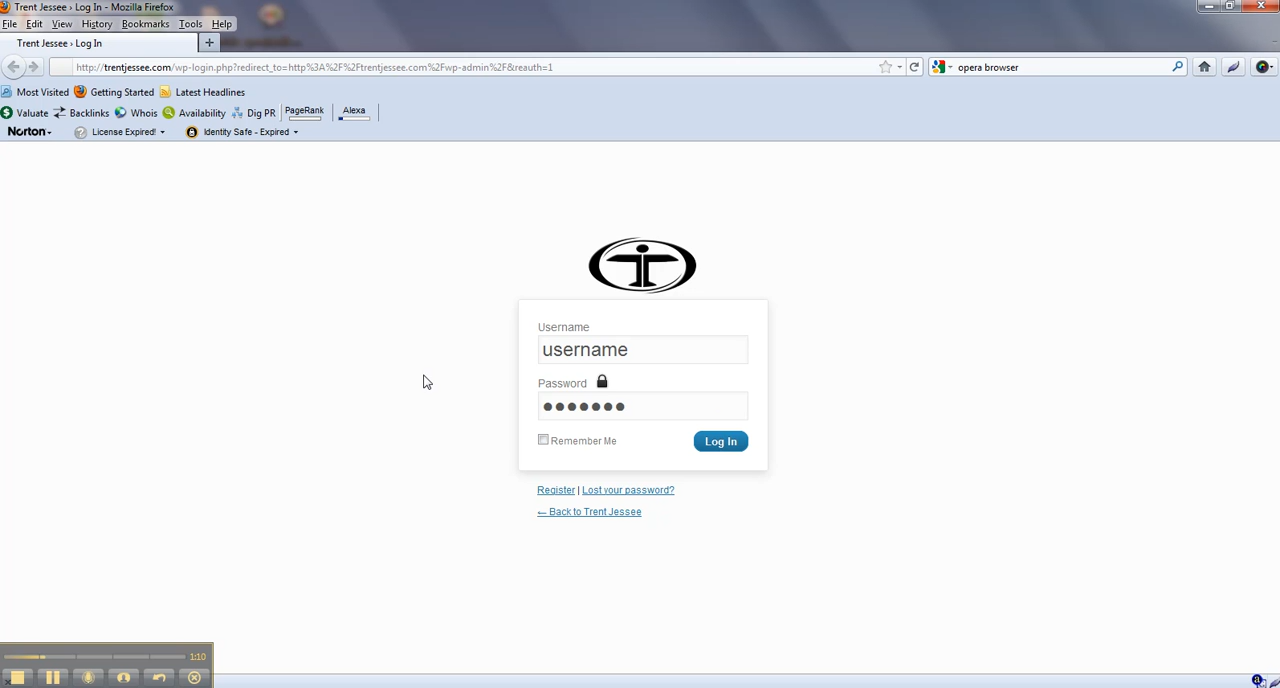 Trent Jessee › Log In - Mozilla Firefox
File Edit View History Bookmarks Tools Help
Trent Jessee › Log In +
http://trentjessee.com/wp-login.php?redirect_to=http%3A%2F%2Ftrentjessee.com%2Fwp-admin%2F&reauth=1 opera browser
Most Visited Getting Started Latest Headlines
Valuate Backlinks Whois Availability Dig PR PageRank Alexa
Norton License Expired! Identity Safe - Expired
Username
username
Password
Remember Me Log In
Register | Lost your password?
← Back to Trent Jessee
1:10